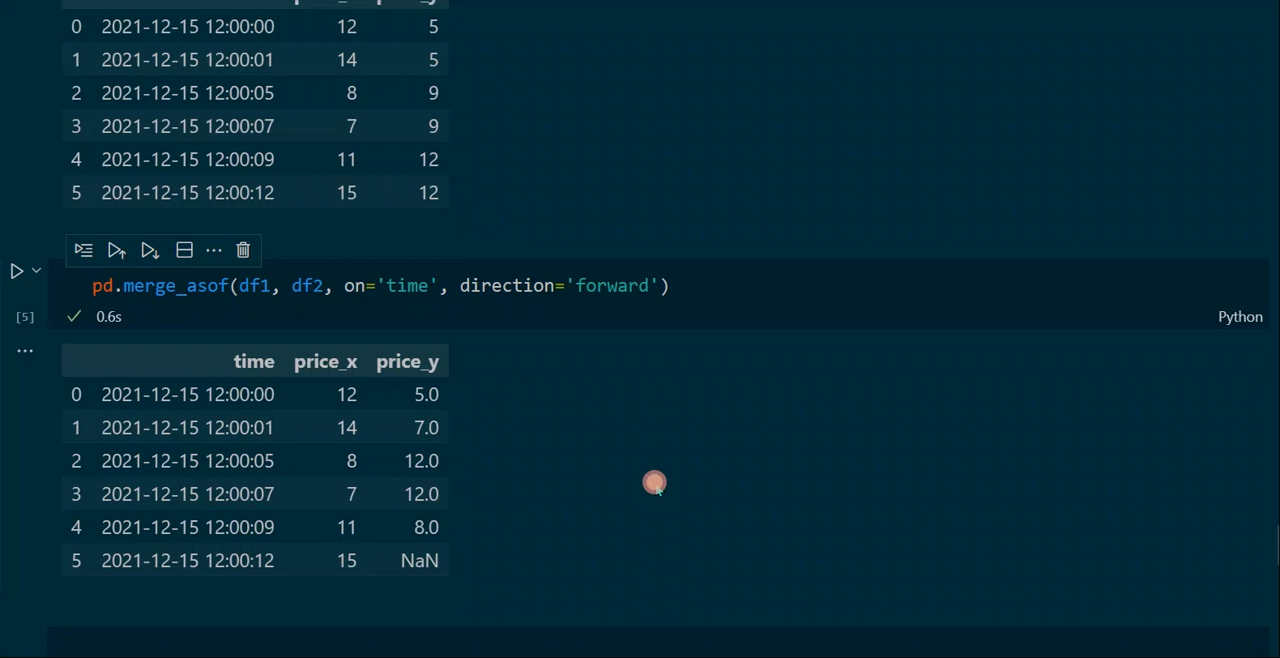 0 2021-12-15 12:00:00 12 5
1 2021-12-15 12:00:01 14 5
2 2021-12-15 12:00:05 8 9
3 2021-12-15 12:00:07 7 9
4 2021-12-15 12:00:09 11 12
5 2021-12-15 12:00:12 15 12
pd.merge_asof(df1, df2, on='time', direction='forward')
[5] 0.6s Python
time price_x price_y
0 2021-12-15 12:00:00 12 5.0
1 2021-12-15 12:00:01 14 7.0
2 2021-12-15 12:00:05 8 12.0
3 2021-12-15 12:00:07 7 12.0
4 2021-12-15 12:00:09 11 8.0
5 2021-12-15 12:00:12 15 NaN